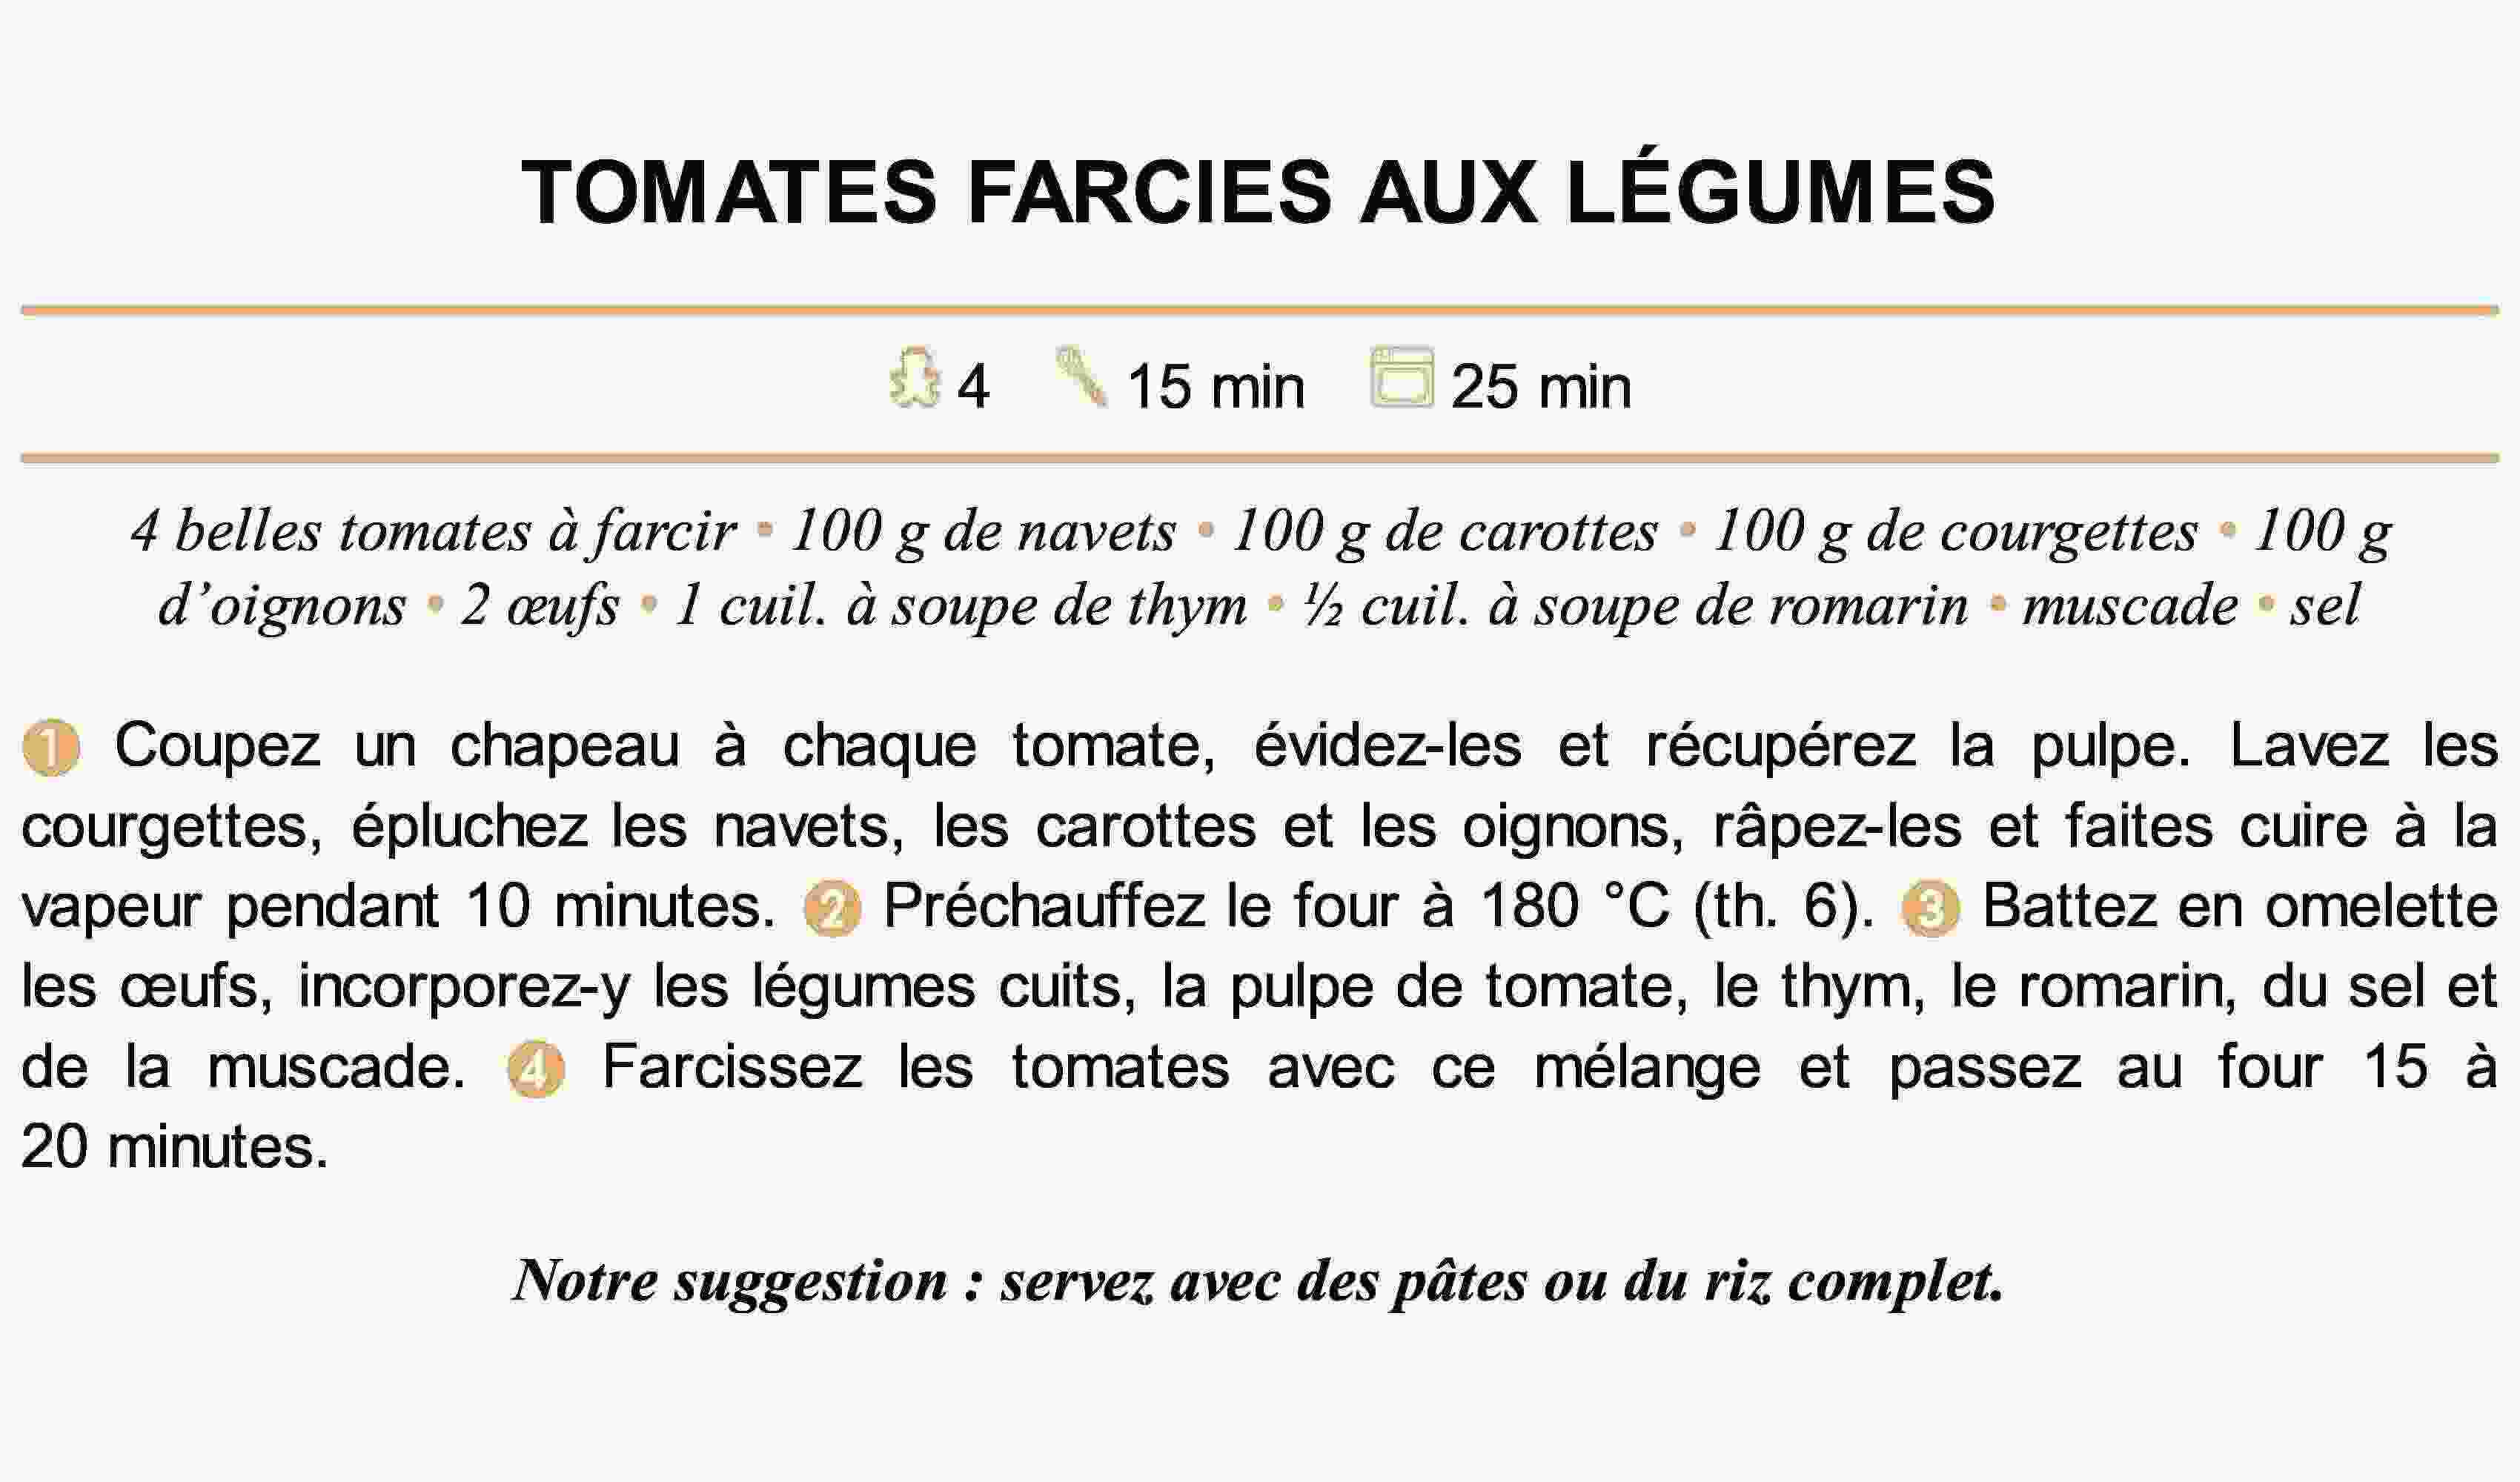 TOMATES FARCIES AUX LÉGUMES
4 15 min 25 min
4 belles tomates à farcir • 100 g de navets • 100 g de carottes • 100 g de courgettes • 100 g
d’oignons • 2 œufs • 1 cuil. à soupe de thym • ½ cuil. à soupe de romarin • muscade • sel
1 Coupez un chapeau à chaque tomate, évidez-les et récupérez la pulpe. Lavez les
courgettes, épluchez les navets, les carottes et les oignons, râpez-les et faites cuire à la
vapeur pendant 10 minutes. 2 Préchauffez le four à 180 °C (th. 6). 3 Battez en omelette
les œufs, incorporez-y les légumes cuits, la pulpe de tomate, le thym, le romarin, du sel et
de la muscade. 4 Farcissez les tomates avec ce mélange et passez au four 15 à
20 minutes.
Notre suggestion : servez avec des pâtes ou du riz complet.